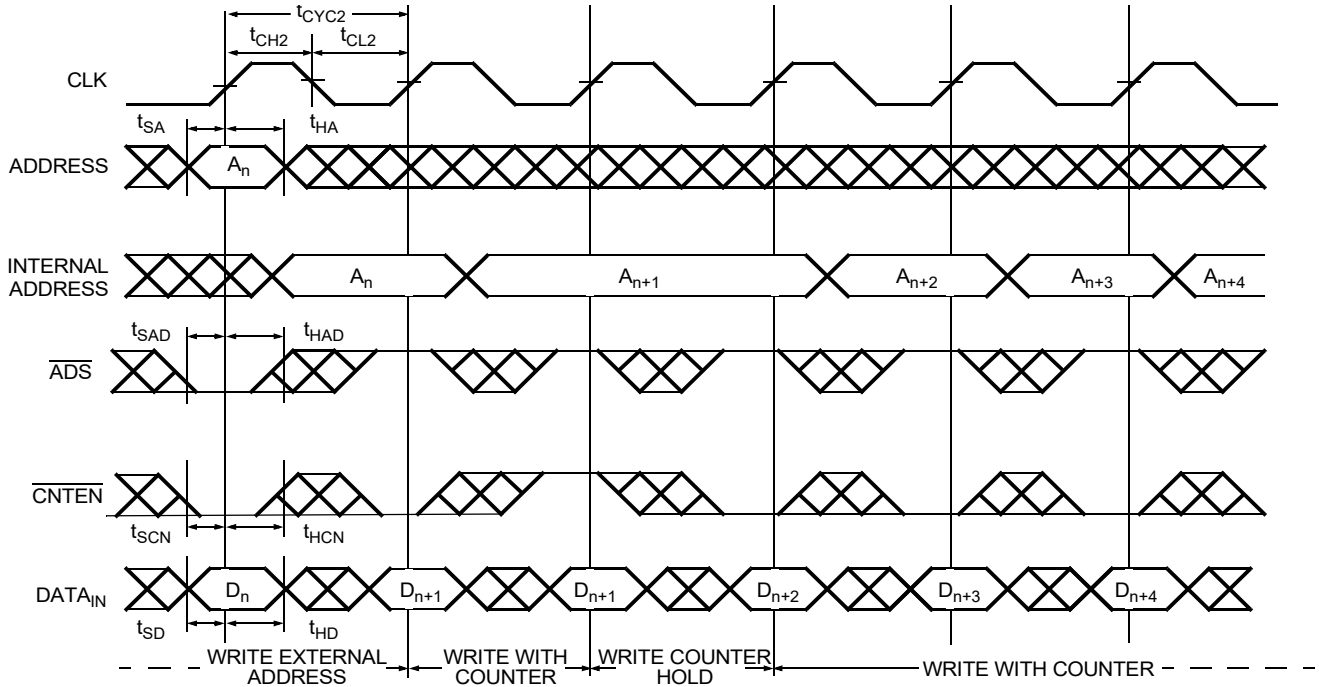 tCYC2
tCH2 tCL2
CLK
tSA tHA
ADDRESS An
INTERNAL
ADDRESS
An An+1 An+2 An+3 An+4
tSAD tHAD
ADS
CNTEN
tSCN tHCN
DATAIN Dn Dn+1 Dn+1 Dn+2 Dn+3 Dn+4
tSD tHD
WRITE EXTERNAL
ADDRESS
WRITE WITH
COUNTER
WRITE COUNTER
HOLD
WRITE WITH COUNTER